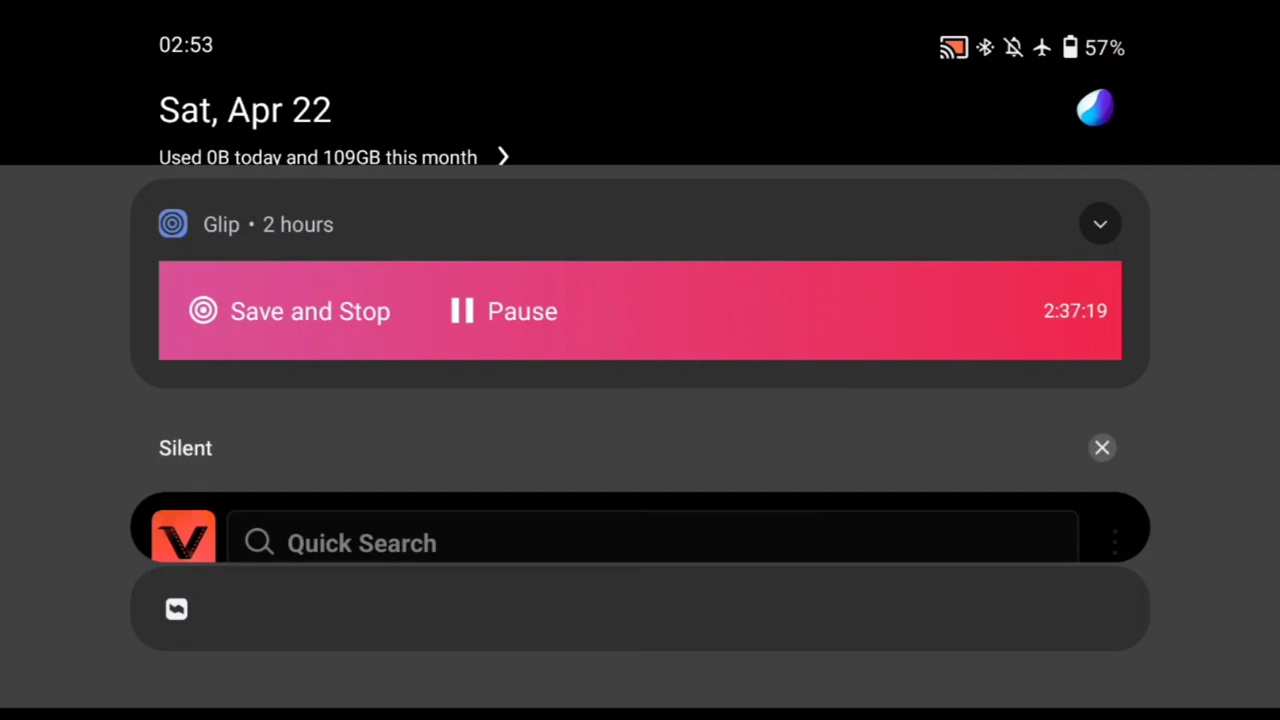 02:53
57%
Sat, Apr 22
Used 0B today and 109GB this month
Glip • 2 hours
Save and Stop
Pause
2:37:19
Silent
Quick Search